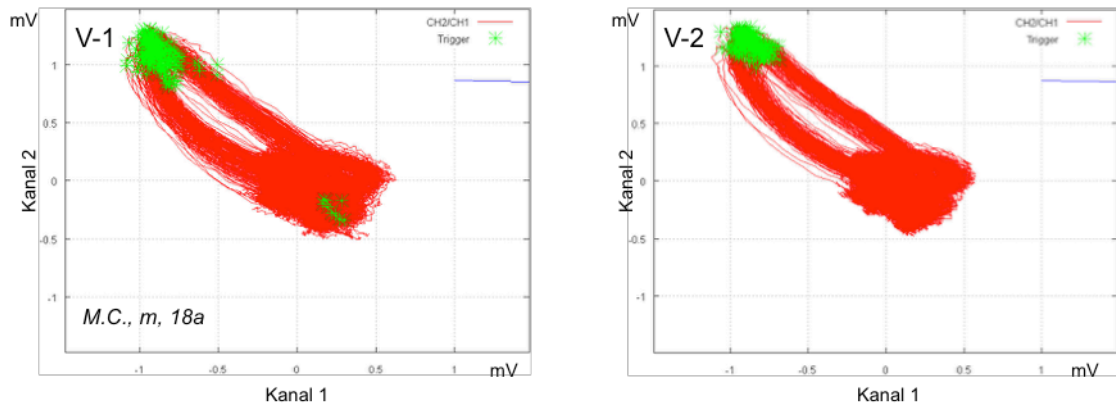 mV
V-1
CH2/CH1
Trigger
1
0.5
0
-0.5
-1
Kanal 2
M.C., m, 18a
-1
-0.5
0
0.5
1
mV
Kanal 1
mV
V-2
CH2/CH1
Trigger
1
0.5
0
-0.5
-1
Kanal 2
-1
-0.5
0
0.5
1
mV
Kanal 1